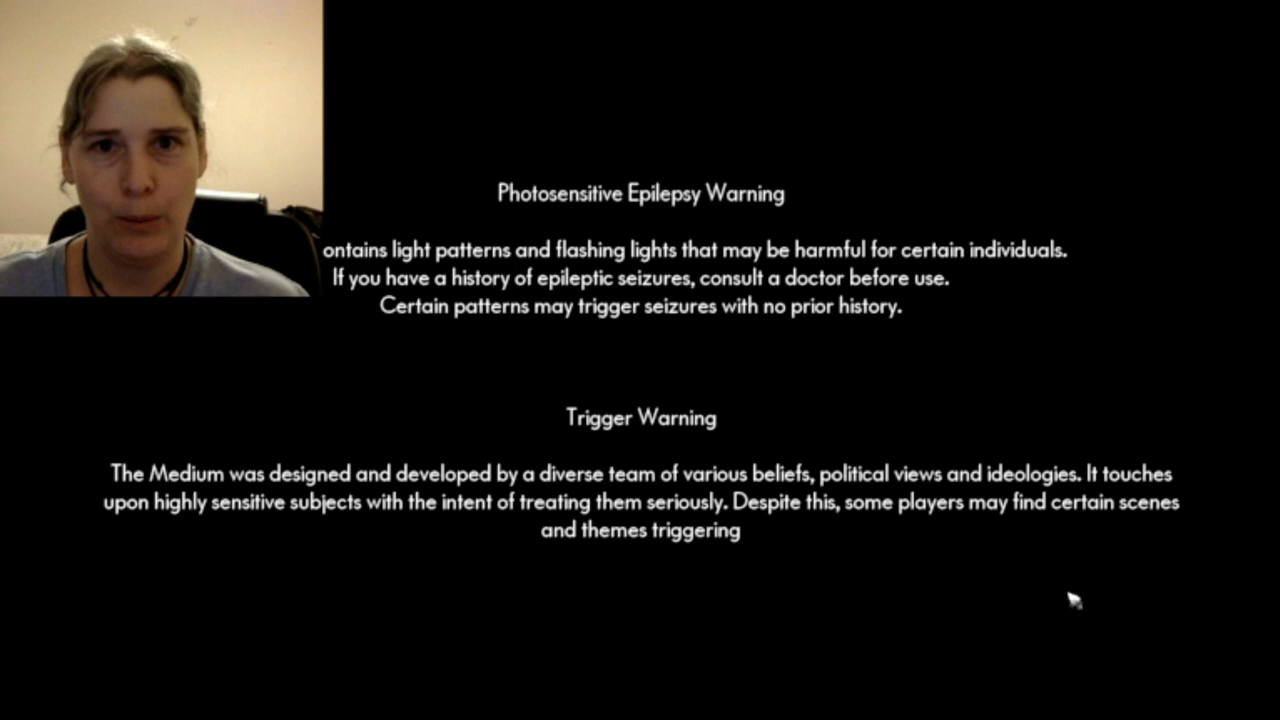 Photosensitive Epilepsy Warning
ontains light patterns and flashing lights that may be harmful for certain individuals.
If you have a history of epileptic seizures, consult a doctor before use.
Certain patterns may trigger seizures with no prior history.
Trigger Warning
The Medium was designed and developed by a diverse team of various beliefs, political views and ideologies. It touches
upon highly sensitive subjects with the intent of treating them seriously. Despite this, some players may find certain scenes
and themes triggering